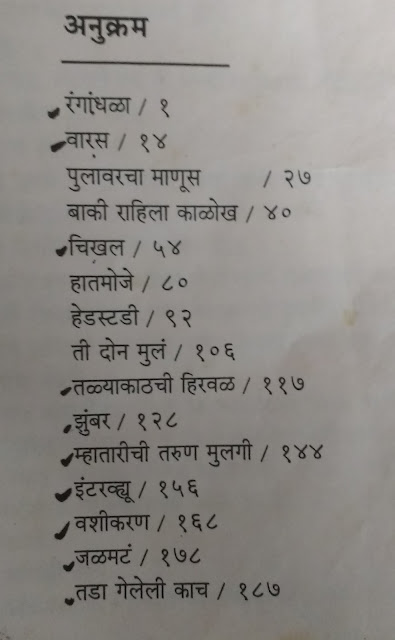 अनुक्रम
रंगांधळा / १
वारस / १४
पुलावरचा माणूस / २७
बाकी राहिला काळोख / ४०
चिखल / ५४
हातमोजे / ८०
हेडस्टडी / ९२
ती दोन मुलं / १०६
तळ्याकाठची हिरवळ / ११७
झुंबर / १२८
म्हातारीची तरुण मुलगी / १४४
इंटरव्ह्यू / १५६
वशीकरण / १६८
जळमटं / १७८
तडा गेलेली काच / १८७